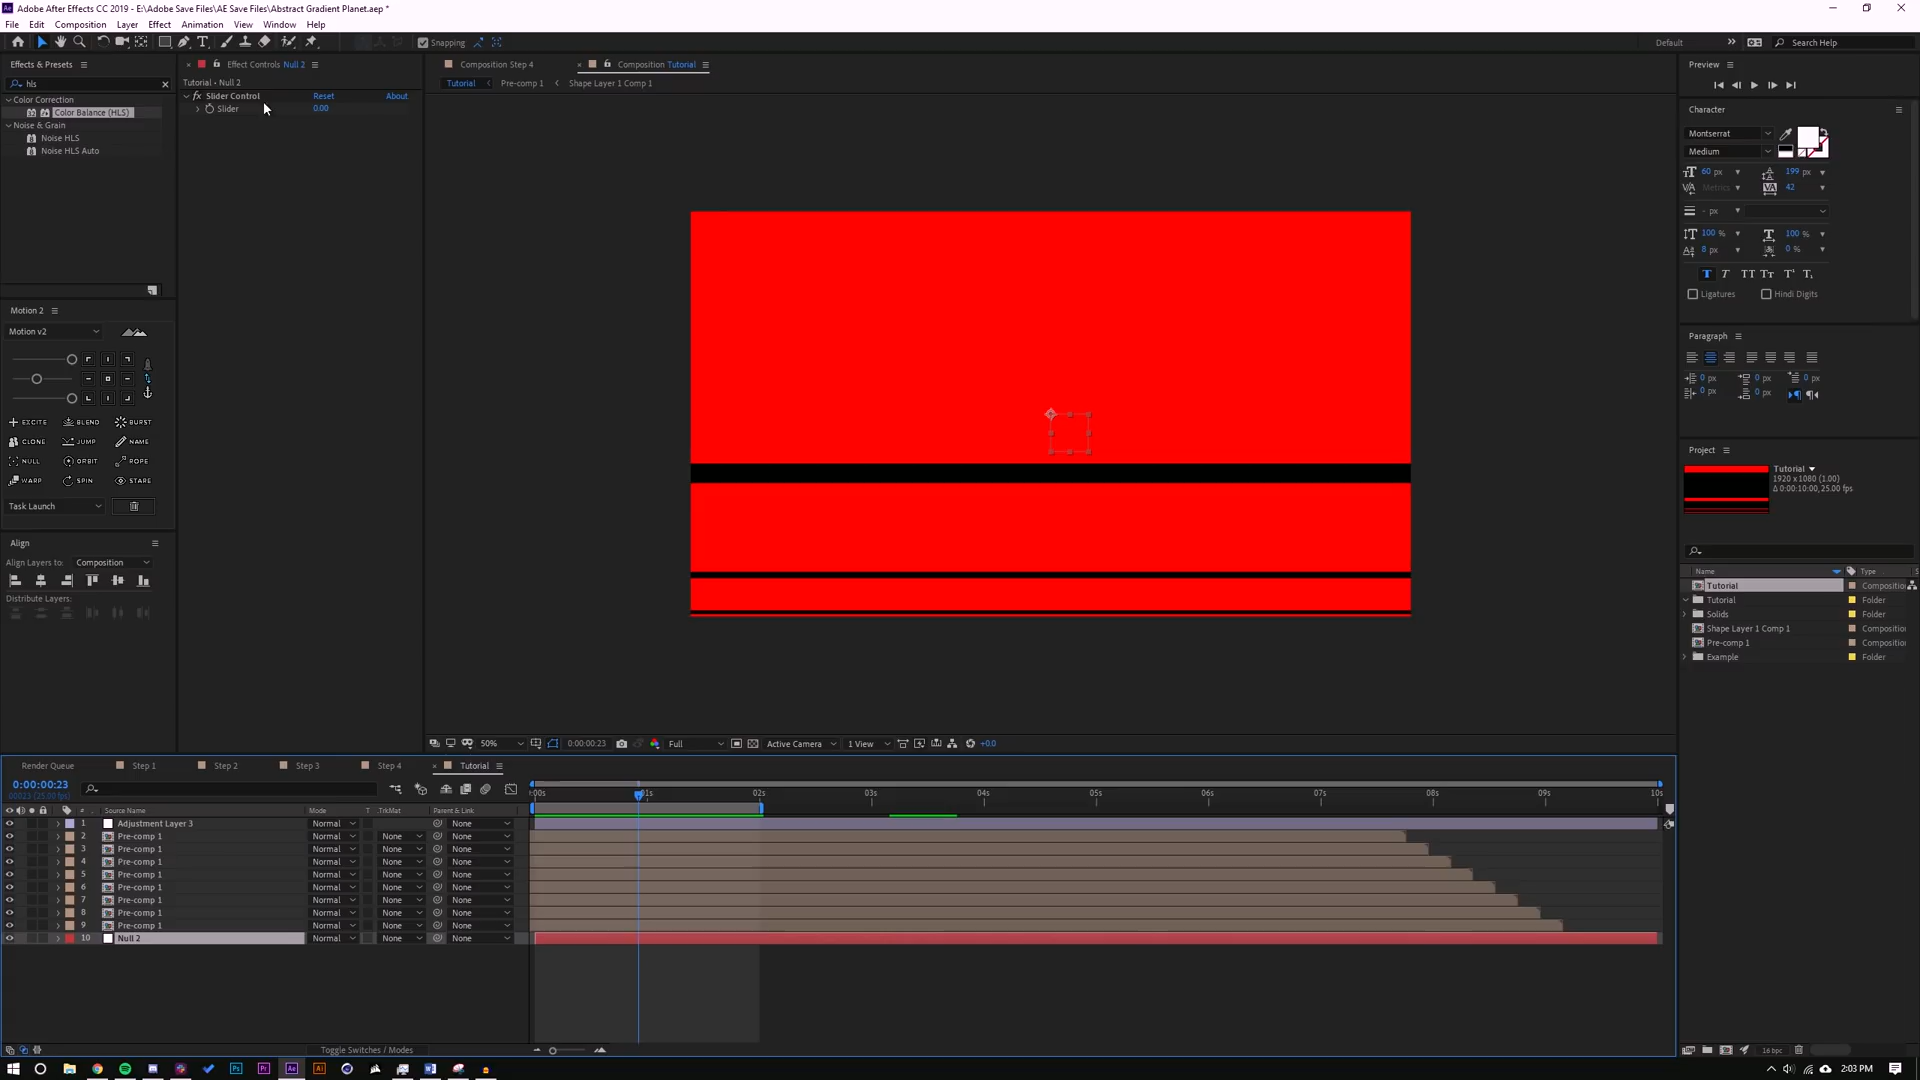 Adobe After Effects CC 2019 - E:\Adobe Save Files\AE Save Files\Abstract Gradient Planet.aep *
File Edit Composition Layer Effect Animation View Window Help
Snapping
Default
Search Help
Effects & Presets
hls
Color Correction
Color Balance (HLS)
Noise & Grain
Noise HLS
Noise HLS Auto
Effect Controls Null 2
Tutorial • Null 2
fx Slider Control Reset About
Slider 0.00
Composition Step 4
Composition Tutorial
Tutorial Pre-comp 1 Shape Layer 1 Comp 1
Motion 2
Motion v2
EXCITE BLEND BURST
CLONE JUMP NAME
NULL ORBIT ROPE
WARP SPIN STARE
Task Launch
Align
Align Layers to: Composition
Distribute Layers:
50% 0:00:00:23 Full Active Camera 1 View +0.0
Preview
Character
Montserrat
Medium
60 px 199 px
Metrics 42
- px
100 % 100 %
8 px 0 %
T T TT Tt T¹ T,
Ligatures Hindi Digits
Paragraph
0 px 0 px 0 px
0 px 0 px
Project
Tutorial
1920 x 1080 (1.00)
Δ 0:00:10:00, 25.00 fps
Name Type
Tutorial Compositio
Tutorial Folder
Solids Folder
Shape Layer 1 Comp 1 Compositio
Pre-comp 1 Compositio
Example Folder
16 bpc
Render Queue Step 1 Step 2 Step 3 Step 4 Tutorial
0:00:00:23
00023 (25.00 fps)
:00s 01s 02s 03s 04s 05s 06s 07s 08s 09s 10s
# Source Name Mode T TrkMat Parent & Link
1 Adjustment Layer 3 Normal None
2 Pre-comp 1 Normal None None
3 Pre-comp 1 Normal None None
4 Pre-comp 1 Normal None None
5 Pre-comp 1 Normal None None
6 Pre-comp 1 Normal None None
7 Pre-comp 1 Normal None None
8 Pre-comp 1 Normal None None
9 Pre-comp 1 Normal None None
10 Null 2 Normal None None
Toggle Switches / Modes
Ps Pr Ae Ai
2:03 PM